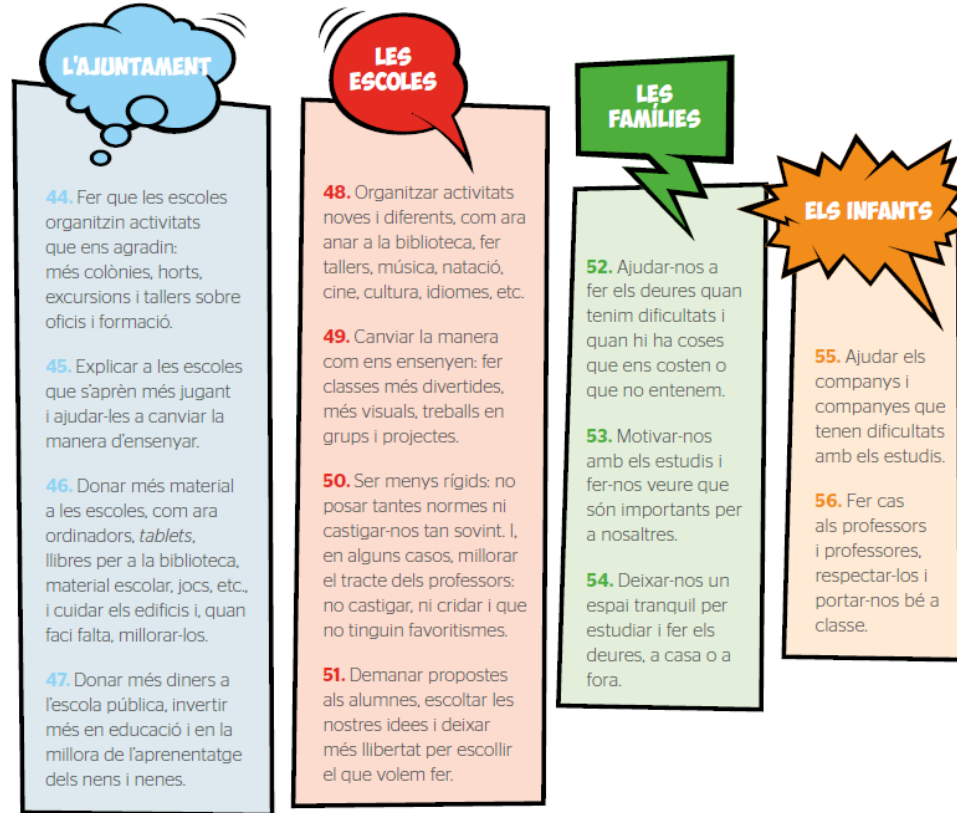 L'AJUNTAMENT
44. Fer que les escoles
organitzin activitats
que ens agradin:
més colònies, horts,
excursions i tallers sobre
oficis i formació.
45. Explicar a les escoles
que s'aprèn més jugant
i ajudar-les a canviar la
manera d'ensenyar.
46. Donar més material
a les escoles, com ara
ordinadors, tablets,
llibres per a la biblioteca,
material escolar, jocs, etc.,
i cuidar els edificis i, quan
faci falta, millorar-los.
47. Donar més diners a
l'escola pública, invertir
més en educació i en la
millora de l'aprenentatge
dels nens i nenes.
LES
ESCOLES
48. Organitzar activitats
noves i diferents, com ara
anar a la biblioteca, fer
tallers, música, natació,
cine, cultura, idiomes, etc.
49. Canviar la manera
com ens ensenyen: fer
classes més divertides,
més visuals, treballs en
grups i projectes.
50. Ser menys rígids: no
posar tantes normes ni
castigar-nos tan sovint. I,
en alguns casos, millorar
el tracte dels professors:
no castigar, ni cridar i que
no tinguin favoritismes.
51. Demanar propostes
als alumnes, escoltar les
nostres idees i deixar
més llibertat per escollir
el que volem fer.
LES
FAMÍLIES
52. Ajudar-nos a
fer els deures quan
tenim dificultats i
quan hi ha coses
que ens costen o
que no entenem.
53. Motivar-nos
amb els estudis i
fer-nos veure que
són importants per
a nosaltres.
54. Deixar-nos un
espai tranquil per
estudiar i fer els
deures, a casa o a
fora.
ELS INFANTS
55. Ajudar els
companys i
companyes que
tenen dificultats
amb els estudis.
56. Fer cas
als professors
i professores,
respectar-los i
portar-nos bé a
classe.